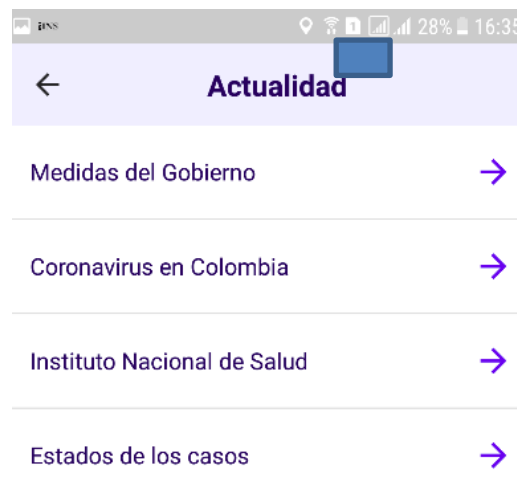 28% 16:35
Actualidad
Medidas del Gobierno
Coronavirus en Colombia
Instituto Nacional de Salud
Estados de los casos